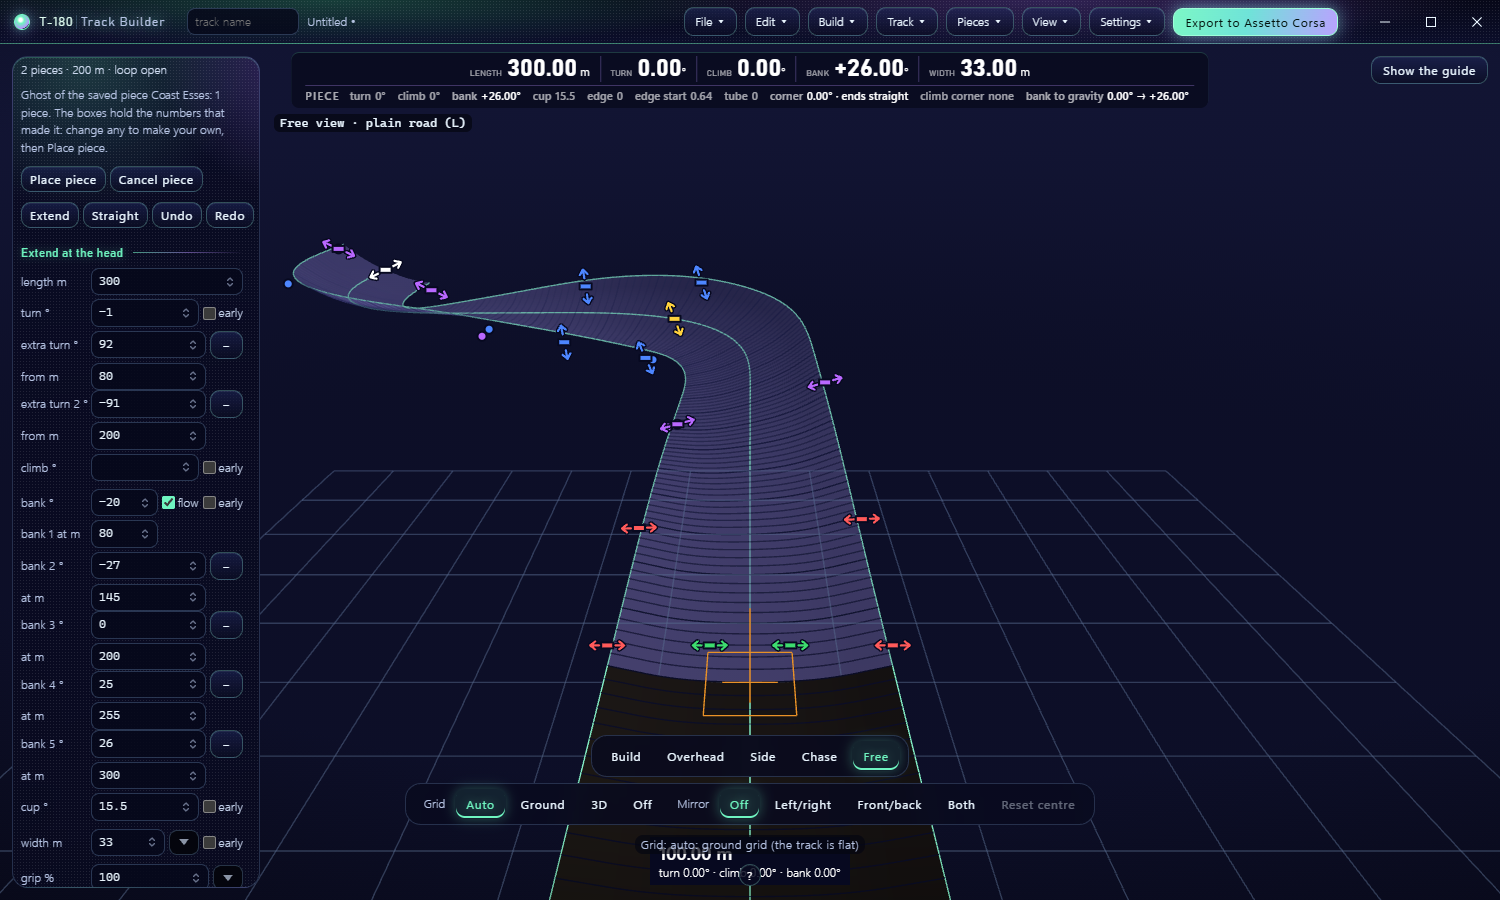 T-180 Track Builder
track name
Untitled •
File
Edit
Build
Track
Pieces
View
Settings
Export to Assetto Corsa
2 pieces · 200 m · loop open
Ghost of the saved piece Coast Esses: 1
piece. The boxes hold the numbers that
made it: change any to make your own,
then Place piece.
Place piece
Cancel piece
Extend
Straight
Undo
Redo
Extend at the head
length m 300
turn ° −1 early
extra turn ° 92 −
from m 80
extra turn 2 ° −91 −
from m 200
climb ° early
bank ° −20 flow early
bank 1 at m 80
bank 2 ° −27 −
at m 145
bank 3 ° 0 −
at m 200
bank 4 ° 25 −
at m 255
bank 5 ° 26 −
at m 300
cup ° 15.5 early
width m 33 early
grip % 100
LENGTH 300.00 m TURN 0.00° CLIMB 0.00° BANK +26.00° WIDTH 33.00 m
PIECE turn 0° climb 0° bank +26.00° cup 15.5 edge 0 edge start 0.64 tube 0 corner 0.00° · ends straight climb corner none bank to gravity 0.00° → +26.00°
Show the guide
Free view · plain road (L)
Build
Overhead
Side
Chase
Free
Grid Auto Ground 3D Off Mirror Off Left/right Front/back Both Reset centre
Grid: auto: ground grid (the track is flat)
100.00 m
turn 0.00° · clim ? 00° · bank 0.00°